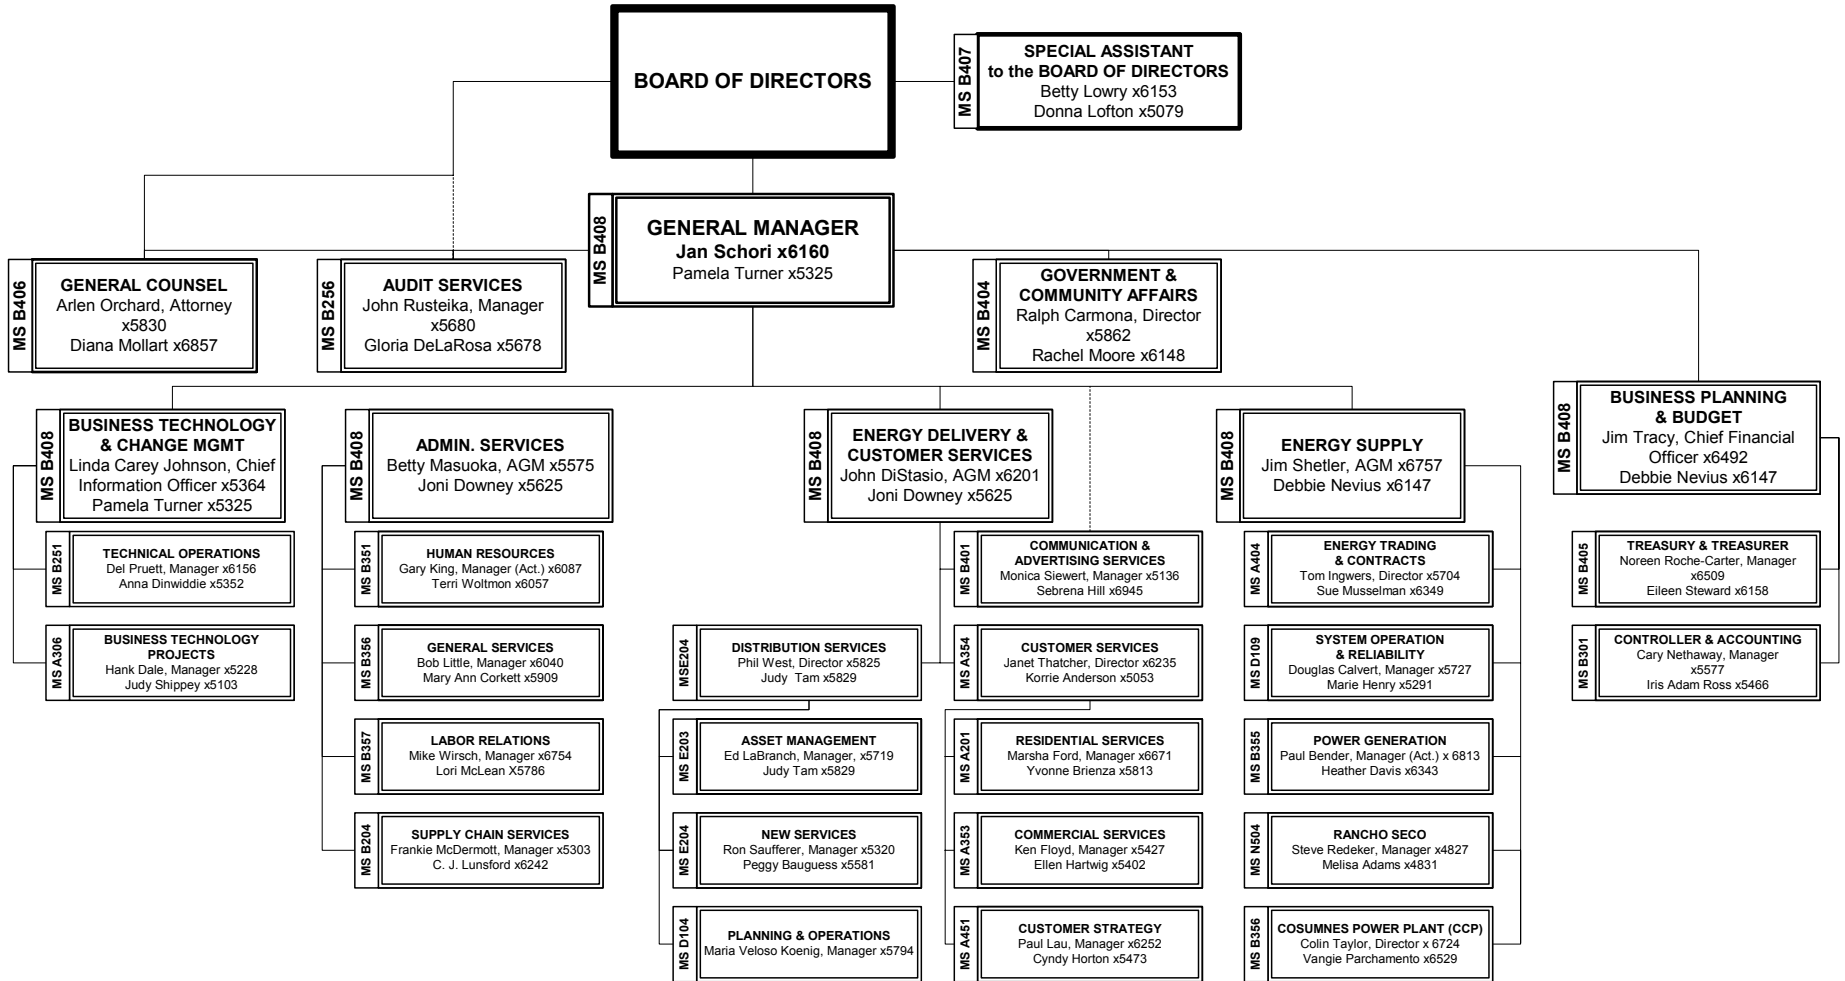 BOARD OF DIRECTORS
MS B407
SPECIAL ASSISTANT
to the BOARD OF DIRECTORS
Betty Lowry x6153
Donna Lofton x5079
MS B408
GENERAL MANAGER
Jan Schori x6160
Pamela Turner x5325
MS B406
GENERAL COUNSEL
Arlen Orchard, Attorney
x5830
Diana Mollart x6857
MS B256
AUDIT SERVICES
John Rusteika, Manager
x5680
Gloria DeLaRosa x5678
MS B404
GOVERNMENT &
COMMUNITY AFFAIRS
Ralph Carmona, Director
x5862
Rachel Moore x6148
MS B408
BUSINESS TECHNOLOGY
& CHANGE MGMT
Linda Carey Johnson, Chief
Information Officer x5364
Pamela Turner x5325
MS B408
ADMIN. SERVICES
Betty Masuoka, AGM x5575
Joni Downey x5625
MS B408
ENERGY DELIVERY &
CUSTOMER SERVICES
John DiStasio, AGM x6201
Joni Downey x5625
MS B408
ENERGY SUPPLY
Jim Shetler, AGM x6757
Debbie Nevius x6147
MS B408
BUSINESS PLANNING
& BUDGET
Jim Tracy, Chief Financial
Officer x6492
Debbie Nevius x6147
MS B251
TECHNICAL OPERATIONS
Del Pruett, Manager x6156
Anna Dinwiddie x5352
MS B351
HUMAN RESOURCES
Gary King, Manager (Act.) x6087
Terri Woltmon x6057
MS B401
COMMUNICATION &
ADVERTISING SERVICES
Monica Siewert, Manager x5136
Sebrena Hill x6945
MS A404
ENERGY TRADING
& CONTRACTS
Tom Ingwers, Director x5704
Sue Musselman x6349
MS B405
TREASURY & TREASURER
Noreen Roche-Carter, Manager
x6509
Eileen Steward x6158
MS A306
BUSINESS TECHNOLOGY
PROJECTS
Hank Dale, Manager x5228
Judy Shippey x5103
MS B356
GENERAL SERVICES
Bob Little, Manager x6040
Mary Ann Corkett x5909
MSE204
DISTRIBUTION SERVICES
Phil West, Director x5825
Judy  Tam x5829
MS A354
CUSTOMER SERVICES
Janet Thatcher, Director x6235
Korrie Anderson x5053
MS D109
SYSTEM OPERATION
& RELIABILITY
Douglas Calvert, Manager x5727
Marie Henry x5291
MS B301
CONTROLLER & ACCOUNTING
Cary Nethaway, Manager
x5577
Iris Adam Ross x5466
MS B357
LABOR RELATIONS
Mike Wirsch, Manager x6754
Lori McLean X5786
MS E203
ASSET MANAGEMENT
Ed LaBranch, Manager, x5719
Judy Tam x5829
MS A201
RESIDENTIAL SERVICES
Marsha Ford, Manager x6671
Yvonne Brienza x5813
MS B355
POWER GENERATION
Paul Bender, Manager (Act.) x 6813
Heather Davis x6343
MS B204
SUPPLY CHAIN SERVICES
Frankie McDermott, Manager x5303
C. J. Lunsford x6242
MS E204
NEW SERVICES
Ron Saufferer, Manager x5320
Peggy Bauguess x5581
MS A353
COMMERCIAL SERVICES
Ken Floyd, Manager x5427
Ellen Hartwig x5402
MS N504
RANCHO SECO
Steve Redeker, Manager x4827
Melisa Adams x4831
MS D104
PLANNING & OPERATIONS
Maria Veloso Koenig, Manager x5794
MS A451
CUSTOMER STRATEGY
Paul Lau, Manager x6252
Cyndy Horton x5473
MS B356
COSUMNES POWER PLANT (CCP)
Colin Taylor, Director x 6724
Vangie Parchamento x6529